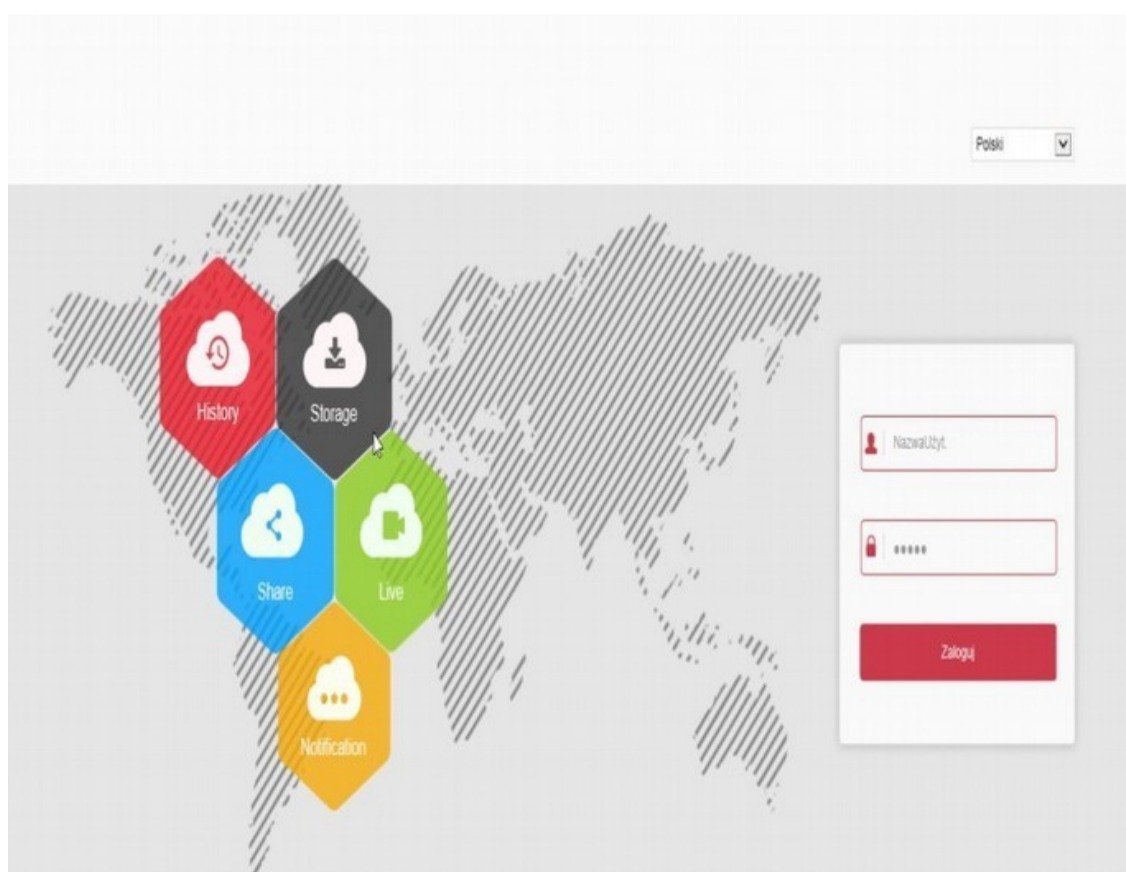 Polski
History
Storage
NazwaUżyt.
Share
Live
•••••
Zaloguj
Notification